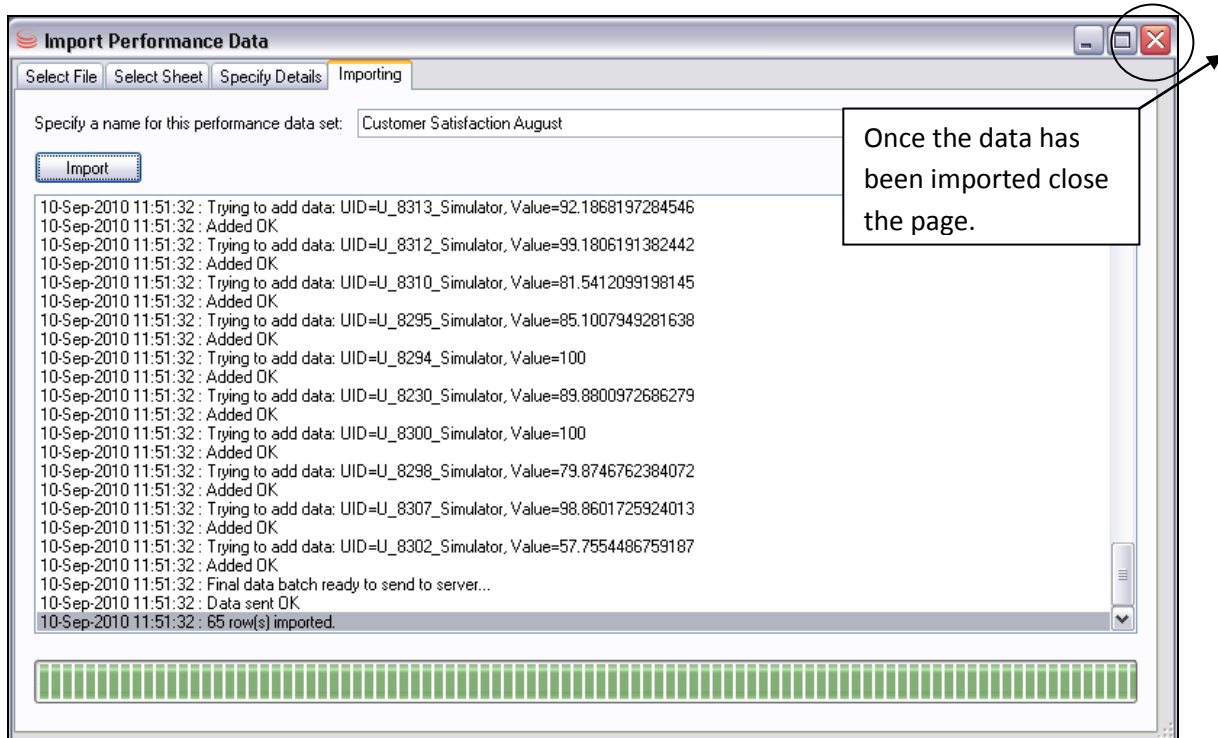 Import Performance Data
Select File Select Sheet Specify Details Importing
Specify a name for this performance data set: Customer Satisfaction August
Import
Once the data has
been imported close
the page.
10-Sep-2010 11:51:32 : Trying to add data: UID=U_8313_Simulator, Value=92.1868197284546
10-Sep-2010 11:51:32 : Added OK
10-Sep-2010 11:51:32 : Trying to add data: UID=U_8312_Simulator, Value=99.1806191382442
10-Sep-2010 11:51:32 : Added OK
10-Sep-2010 11:51:32 : Trying to add data: UID=U_8310_Simulator, Value=81.5412099198145
10-Sep-2010 11:51:32 : Added OK
10-Sep-2010 11:51:32 : Trying to add data: UID=U_8295_Simulator, Value=85.1007949281638
10-Sep-2010 11:51:32 : Added OK
10-Sep-2010 11:51:32 : Trying to add data: UID=U_8294_Simulator, Value=100
10-Sep-2010 11:51:32 : Added OK
10-Sep-2010 11:51:32 : Trying to add data: UID=U_8230_Simulator, Value=89.8800972686279
10-Sep-2010 11:51:32 : Added OK
10-Sep-2010 11:51:32 : Trying to add data: UID=U_8300_Simulator, Value=100
10-Sep-2010 11:51:32 : Added OK
10-Sep-2010 11:51:32 : Trying to add data: UID=U_8298_Simulator, Value=79.8746762384072
10-Sep-2010 11:51:32 : Added OK
10-Sep-2010 11:51:32 : Trying to add data: UID=U_8307_Simulator, Value=98.8601725924013
10-Sep-2010 11:51:32 : Added OK
10-Sep-2010 11:51:32 : Trying to add data: UID=U_8302_Simulator, Value=57.7554486759187
10-Sep-2010 11:51:32 : Added OK
10-Sep-2010 11:51:32 : Final data batch ready to send to server...
10-Sep-2010 11:51:32 : Data sent OK
10-Sep-2010 11:51:32 : 65 row(s) imported.